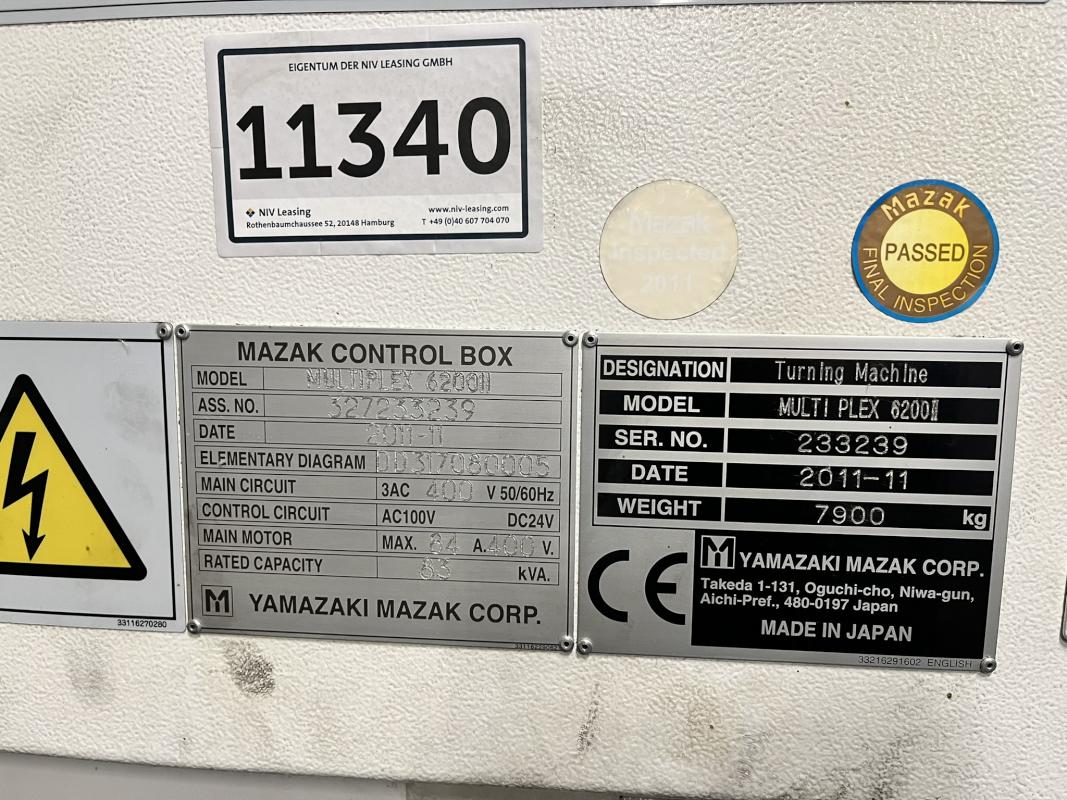 EIGENTUM DER NIV LEASING GMBH
11340
NIV Leasing
Rothenbaumchaussee 52, 20148 Hamburg
www.niv-leasing.com
T +49 (0)40 607 704 070
Mazak
Inspected
2011
Mazak
PASSED
FINAL INSPECTION
33116270280
MAZAK CONTROL BOX
MODEL MULTIPLEX 6200II
ASS. NO. 327233239
DATE 2011-11
ELEMENTARY DIAGRAM DD317080005
MAIN CIRCUIT 3AC 400 V 50/60Hz
CONTROL CIRCUIT AC100V DC24V
MAIN MOTOR MAX. 84 A. 400 V.
RATED CAPACITY kVA.
YAMAZAKI MAZAK CORP.
DESIGNATION Turning Machine
MODEL MULTI PLEX 6200Ⅱ
SER. NO. 233239
DATE 2011-11
WEIGHT 7900 kg
CE
YAMAZAKI MAZAK CORP.
Takeda 1-131, Oguchi-cho, Niwa-gun,
Aichi-Pref., 480-0197 Japan
MADE IN JAPAN
33216291602 ENGLISH